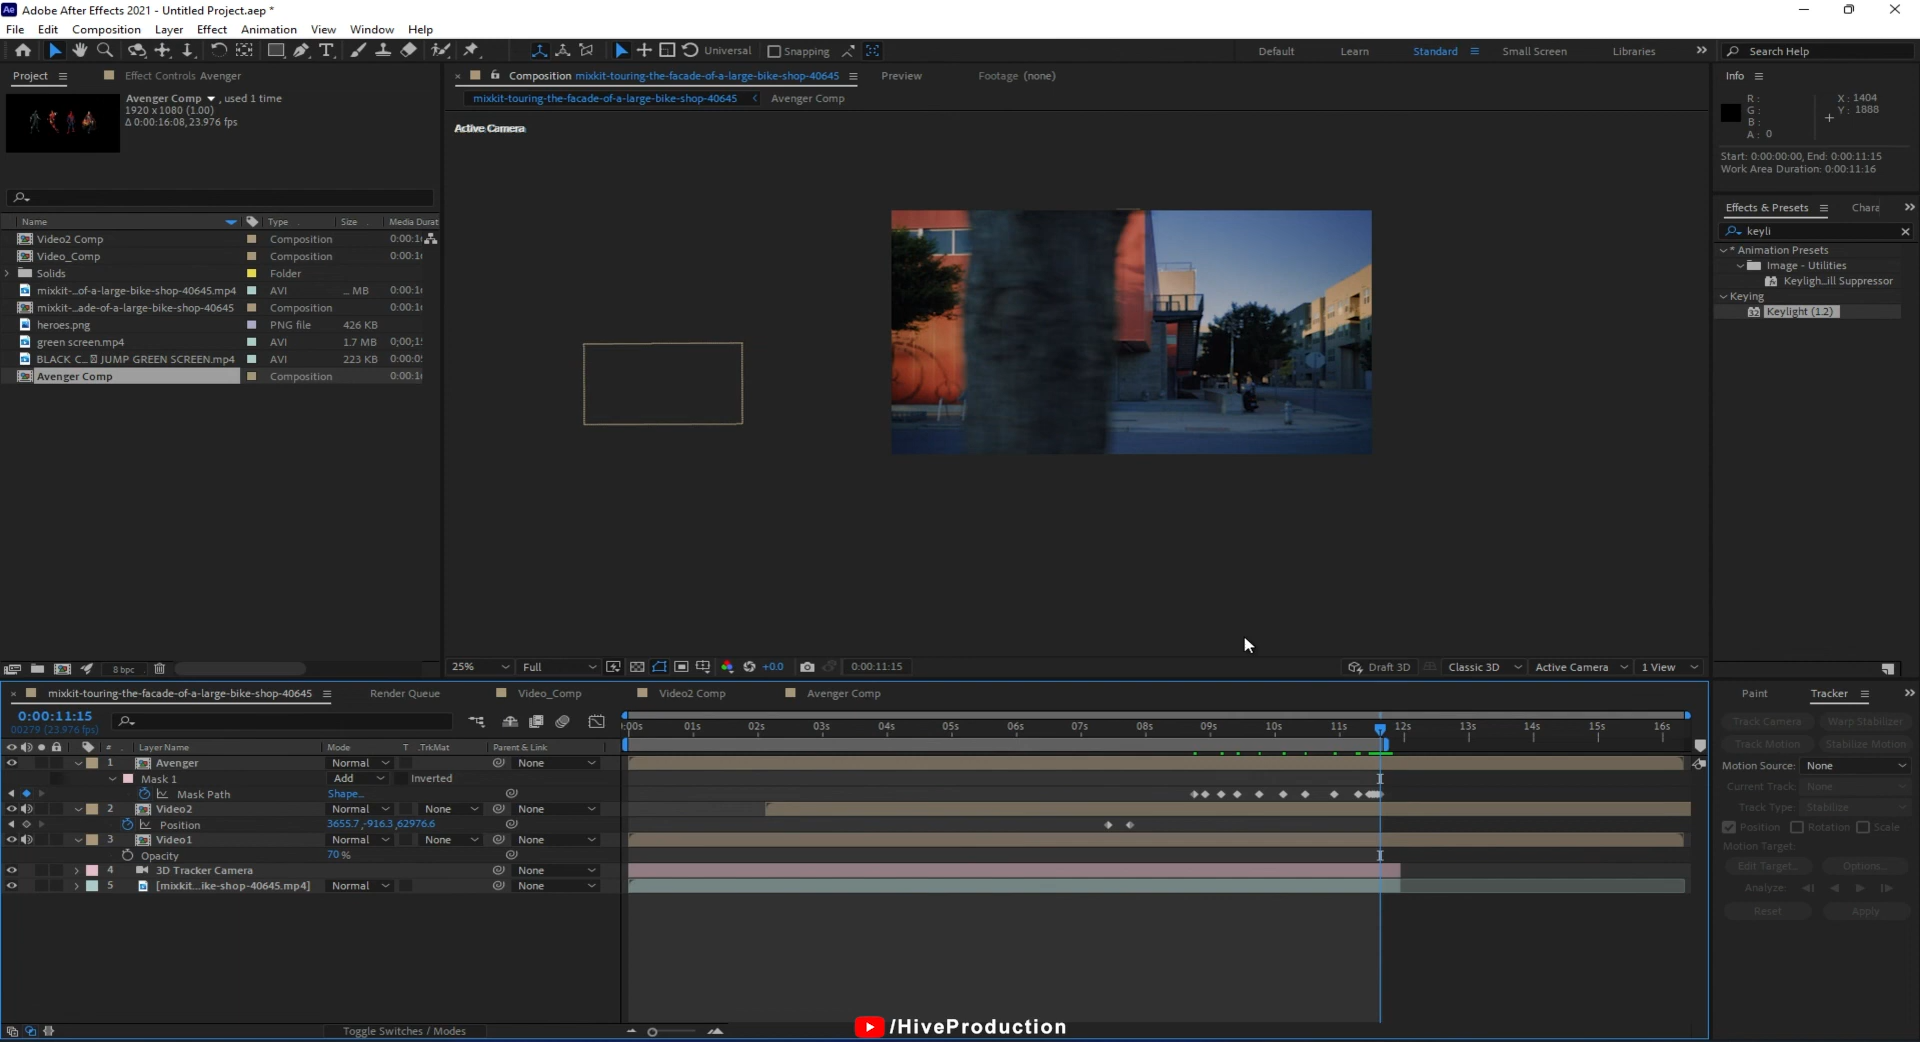 Adobe After Effects 2021 - Untitled Project.aep *
File Edit Composition Layer Effect Animation View Window Help
Universal Snapping Default Learn Standard Small Screen Libraries Search Help
Project Effect Controls Avenger
Composition mixkit-touring-the-facade-of-a-large-bike-shop-40645 Preview Footage (none)
Info
Avenger Comp , used 1 time
1920 x 1080 (1.00)
Δ 0:00:16:08, 23.976 fps
mixkit-touring-the-facade-of-a-large-bike-shop-40645 Avenger Comp
Active Camera
R:
G:
B:
A: 0
X: 1404
Y: 1888
Start: 0:00:00:00, End: 0:00:11:15
Work Area Duration: 0:00:11:16
Effects & Presets Chara
keyli
* Animation Presets
Image - Utilities
Keyligh...ill Suppressor
Keying
Keylight (1.2)
Name Type Size Media Durat
Video2 Comp Composition 0:00:1
Video_Comp Composition 0:00:1
Solids Folder
mixkit-...of-a-large-bike-shop-40645.mp4 AVI ... MB 0:00:1
mixkit-...ade-of-a-large-bike-shop-40645 Composition 0:00:1
heroes.png PNG file 426 KB
green screen.mp4 AVI 1.7 MB 0;00;1
JUMP GREEN SCREEN.mp4 AVI 223 KB 0:00:0
Avenger Comp Composition 0:00:1
8 bpc
25% Full +0.0 0:00:11:15 Draft 3D Classic 3D Active Camera 1 View
mixkit-touring-the-facade-of-a-large-bike-shop-40645 Render Queue Video_Comp Video2 Comp Avenger Comp
0:00:11:15
00279 (23.976 fps)
:00s 01s 02s 03s 04s 05s 06s 07s 08s 09s 10s 11s 12s 13s 14s 15s 16s
# Layer Name Mode T .TrkMat Parent & Link
1 Avenger Normal None
Mask 1 Add Inverted
Mask Path Shape...
2 Video2 Normal None None
Position 3655.7,-916.3,62976.6
3 Video1 Normal None None
Opacity 70 %
4 3D Tracker Camera None
5 [mixkit...ike-shop-40645.mp4] Normal None
Toggle Switches / Modes
Paint Tracker
Track Camera Warp Stabilizer
Track Motion Stabilize Motion
Motion Source: None
Current Track: None
Track Type: Stabilize
Position Rotation Scale
Motion Target:
Edit Target... Options...
Analyze:
Reset Apply
/HiveProduction